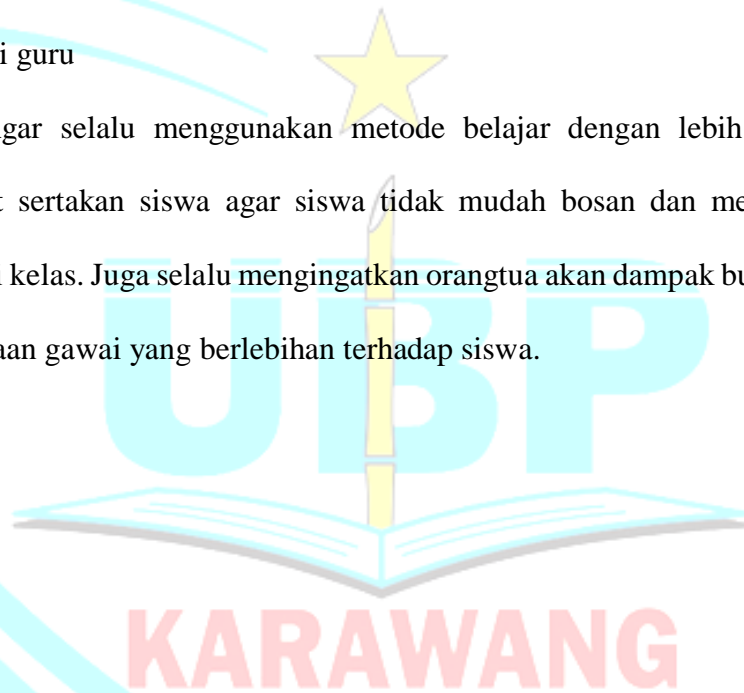 i guru
gar selalu menggunakan metode belajar dengan lebih
t sertakan siswa agar siswa tidak mudah bosan dan me
i kelas. Juga selalu mengingatkan orangtua akan dampak bu
aan gawai yang berlebihan terhadap siswa.
UBP
KARAWANG